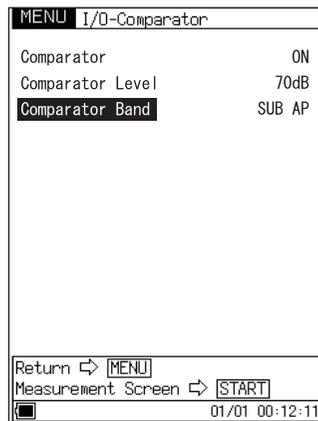 MENU I/O-Comparator
Comparator ON
Comparator Level 70dB
Comparator Band SUB AP
Return ⇨ MENU
Measurement Screen ⇨ START
01/01 00:12:11